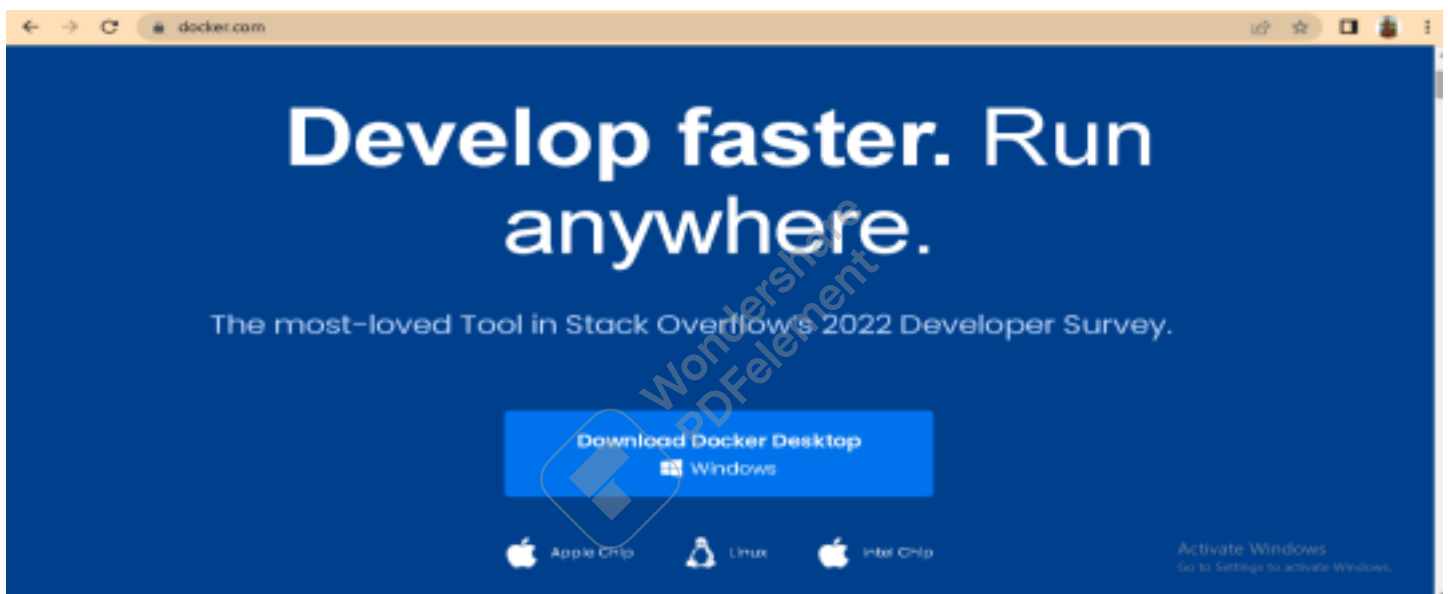 docker.com
Develop faster. Run
anywhere.
The most-loved Tool in Stack Overflow's 2022 Developer Survey.
Wondershare
PDFelement
Download Docker Desktop
Windows
Apple Chip Linux Intel Chip
Activate Windows
Go to Settings to activate Windows.